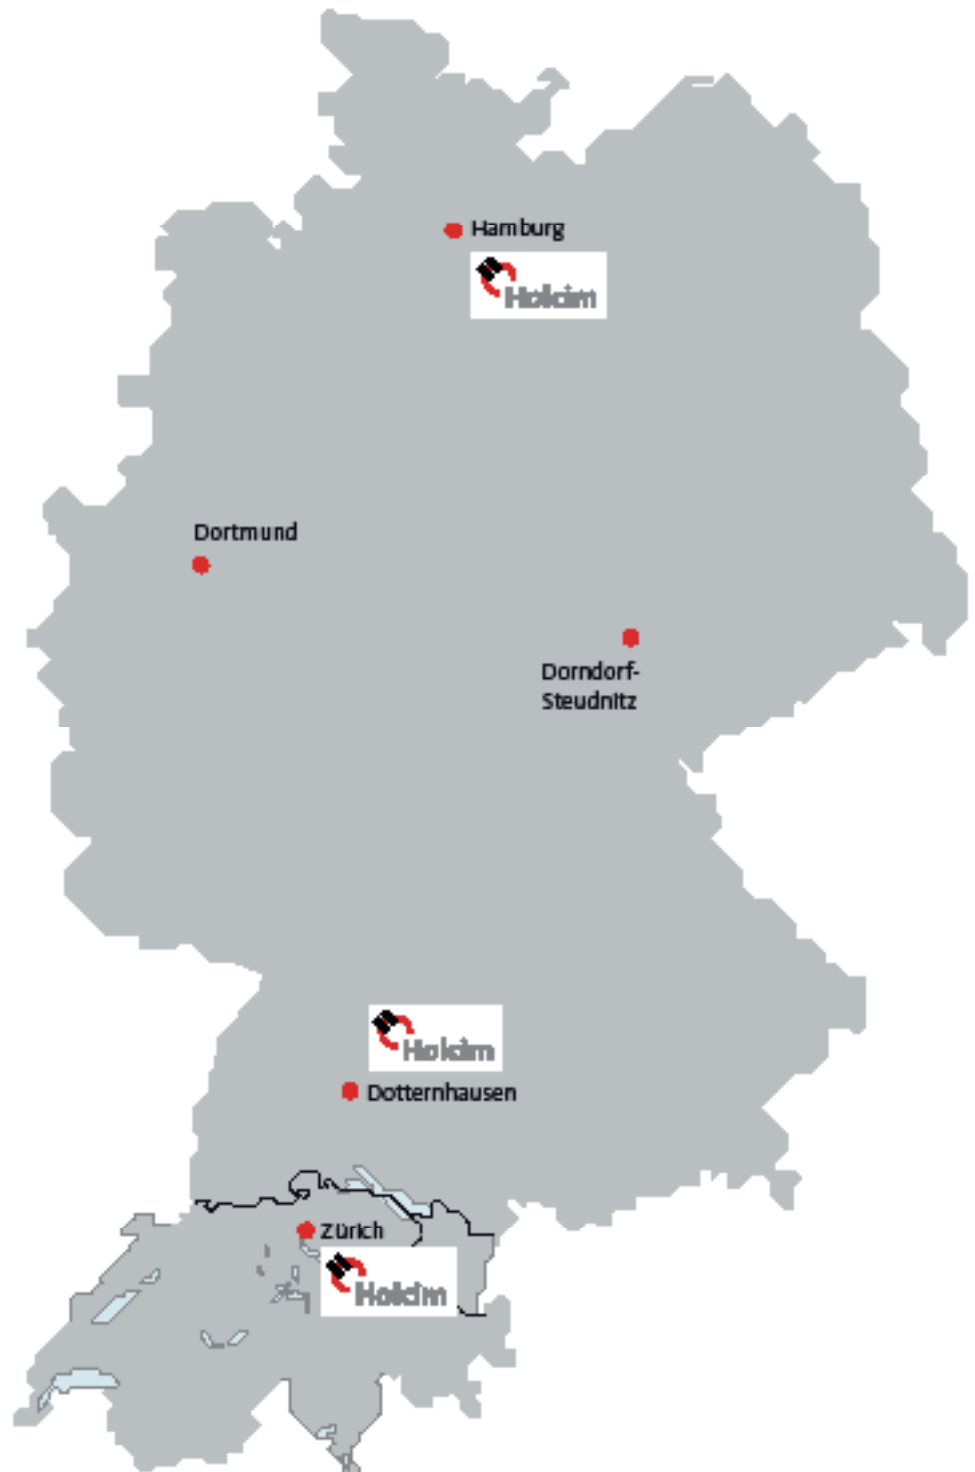 Hamburg
Holcim
Dortmund
Dorndorf-
Steudnitz
Holcim
Dotternhausen
Zürich
Holcim